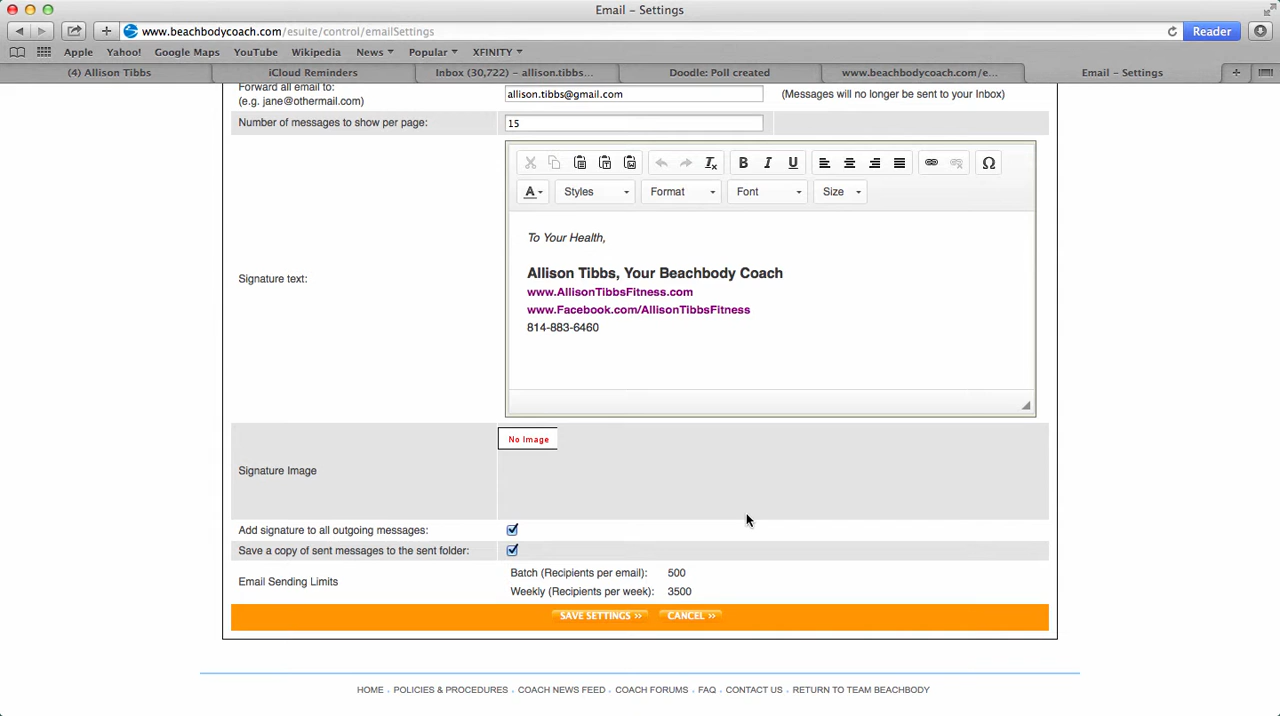 Email – Settings
www.beachbodycoach.com/esuite/control/emailSettings
Reader
Apple Yahoo! Google Maps YouTube Wikipedia News Popular XFINITY
(4) Allison Tibbs iCloud Reminders Inbox (30,722) – allison.tibbs... Doodle: Poll created www.beachbodycoach.com/e... Email – Settings
Forward all email to:
(e.g. jane@othermail.com)
allison.tibbs@gmail.com
(Messages will no longer be sent to your Inbox)
Number of messages to show per page: 15
B I U Ω
A Styles Format Font Size
Signature text:
To Your Health,
Allison Tibbs, Your Beachbody Coach
www.AllisonTibbsFitness.com
www.Facebook.com/AllisonTibbsFitness
814-883-6460
No Image
Signature Image
Add signature to all outgoing messages:
Save a copy of sent messages to the sent folder:
Email Sending Limits
Batch (Recipients per email): 500
Weekly (Recipients per week): 3500
SAVE SETTINGS » CANCEL »
HOME . POLICIES & PROCEDURES . COACH NEWS FEED . COACH FORUMS . FAQ . CONTACT US . RETURN TO TEAM BEACHBODY